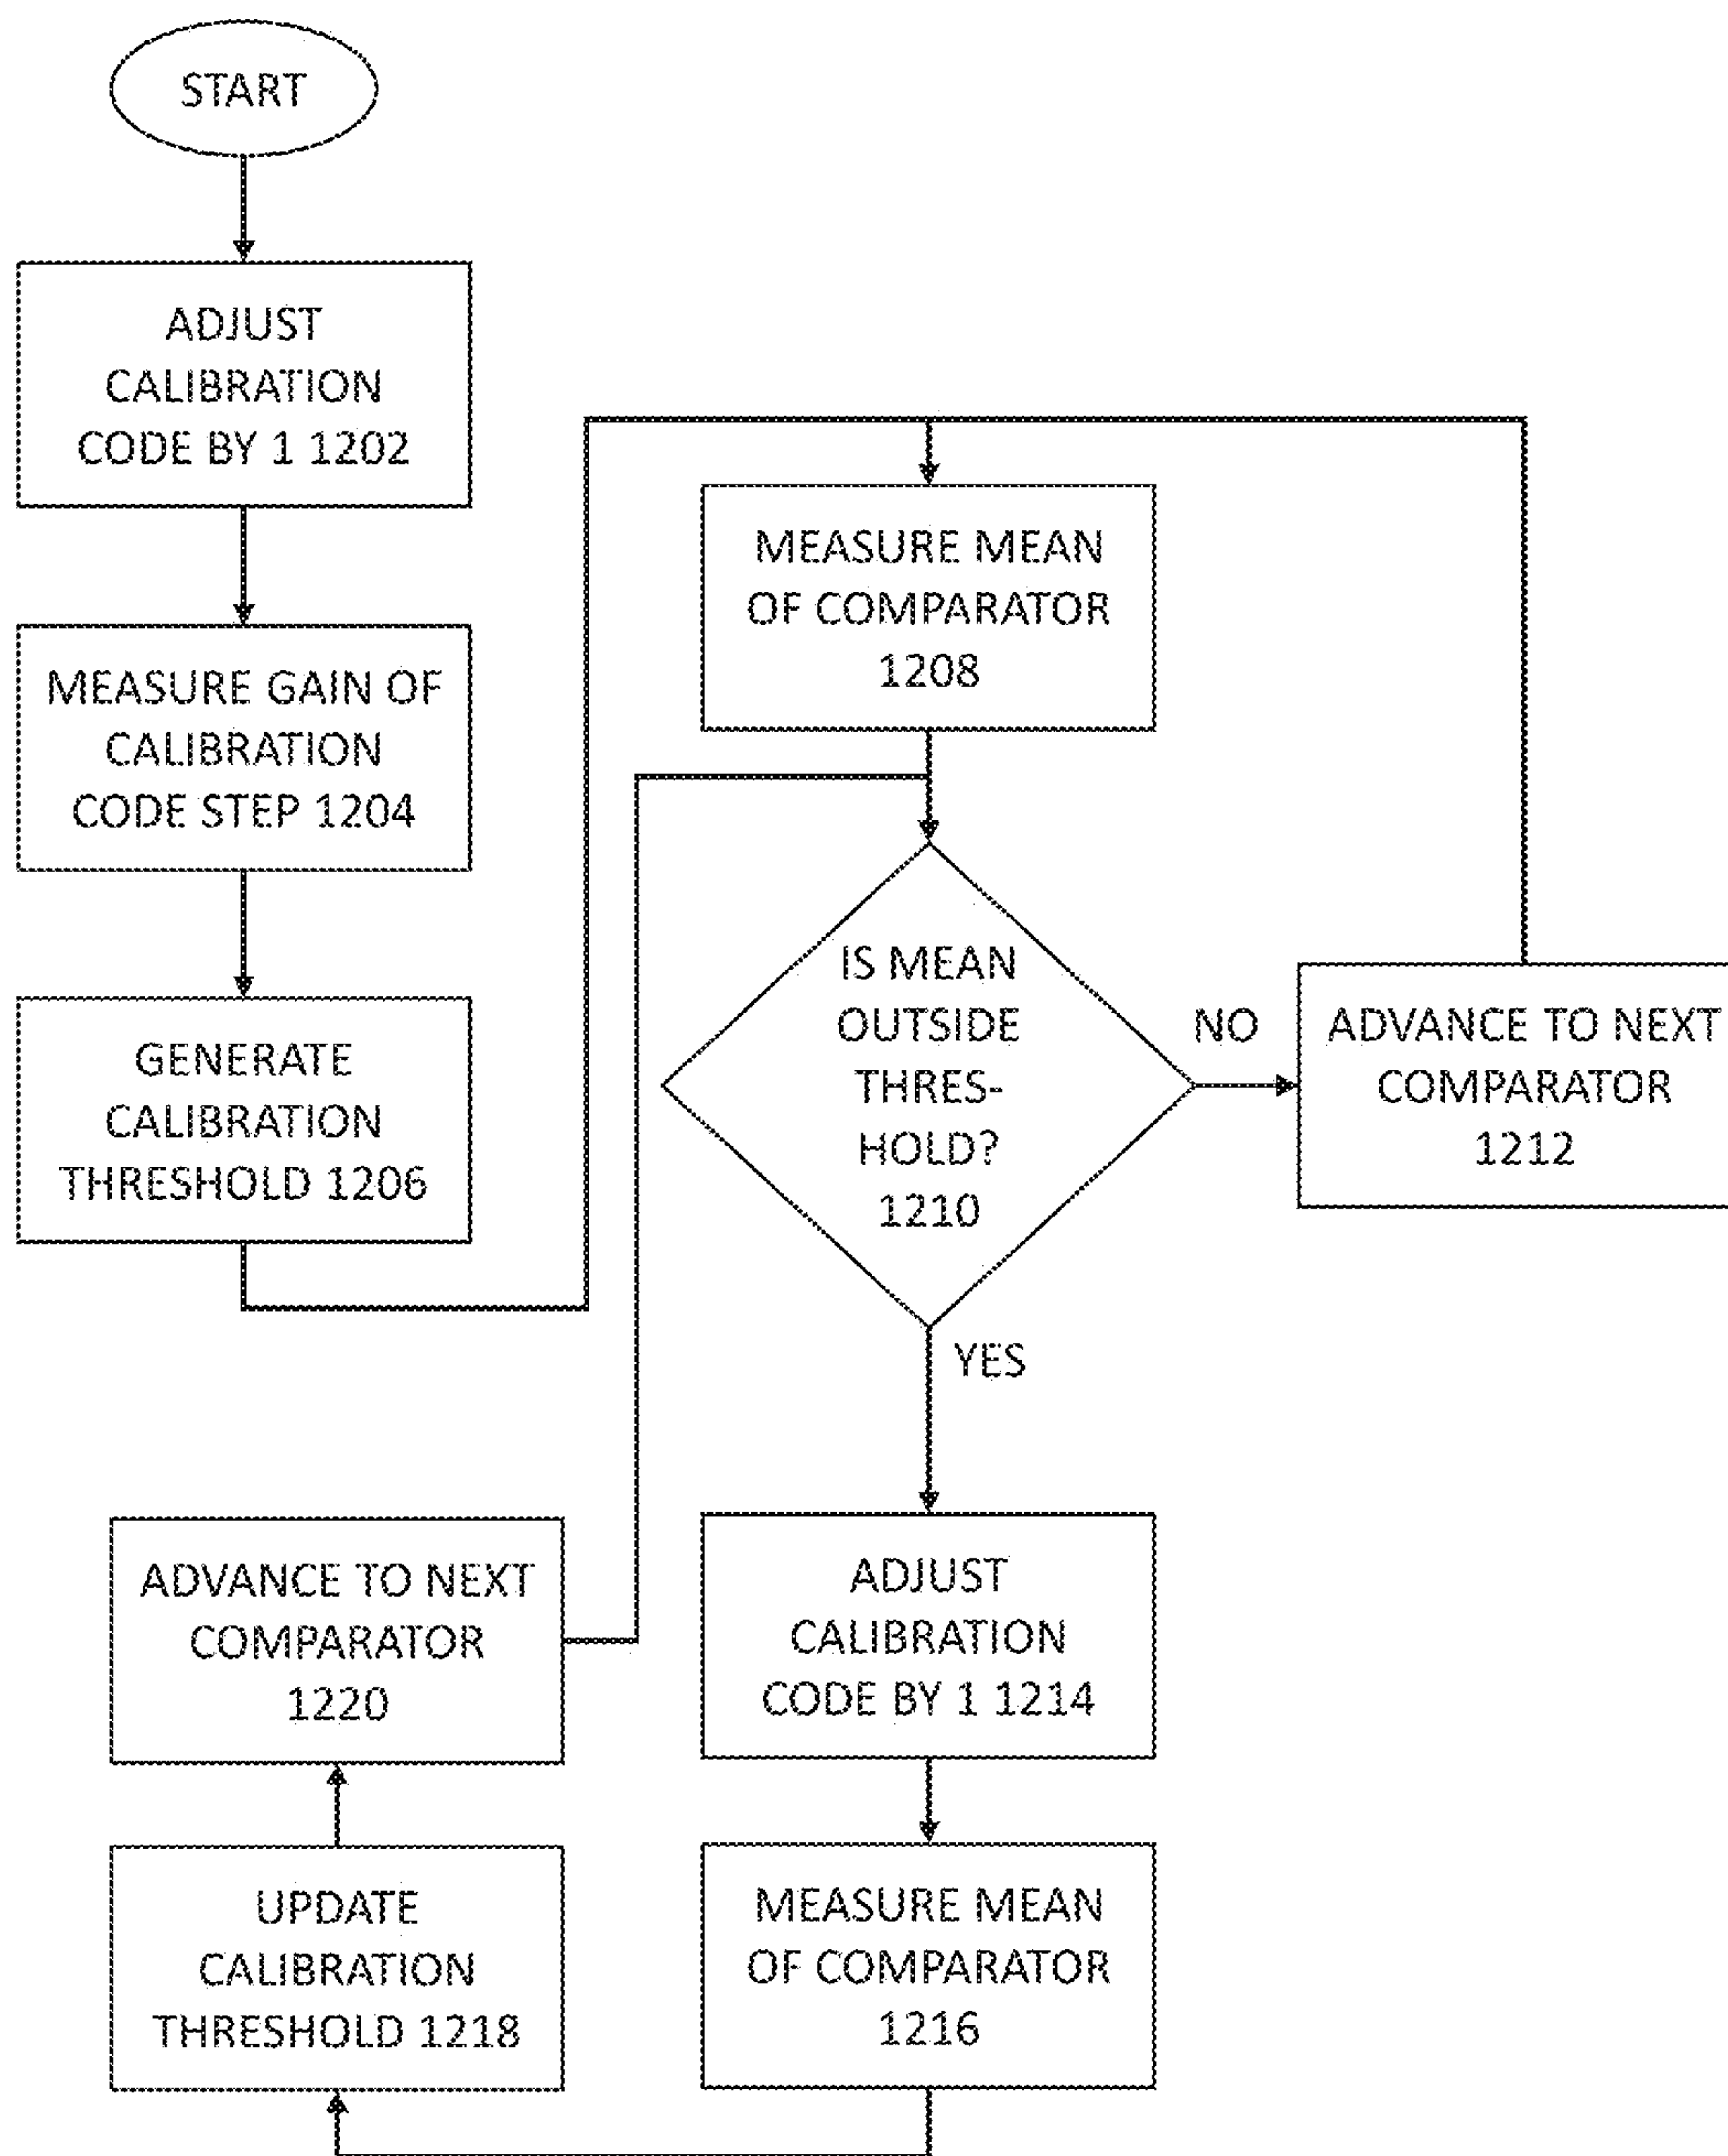 START
ADJUST
CALIBRATION
CODE BY 1 1202
MEASURE GAIN OF
CALIBRATION
CODE STEP 1204
GENERATE
CALIBRATION
THRESHOLD 1206
MEASURE MEAN
OF COMPARATOR
1208
IS MEAN
OUTSIDE
THRES-
HOLD?
1210
NO
ADVANCE TO NEXT
COMPARATOR
1212
YES
ADJUST
CALIBRATION
CODE BY 1 1214
MEASURE MEAN
OF COMPARATOR
1216
UPDATE
CALIBRATION
THRESHOLD 1218
ADVANCE TO NEXT
COMPARATOR
1220